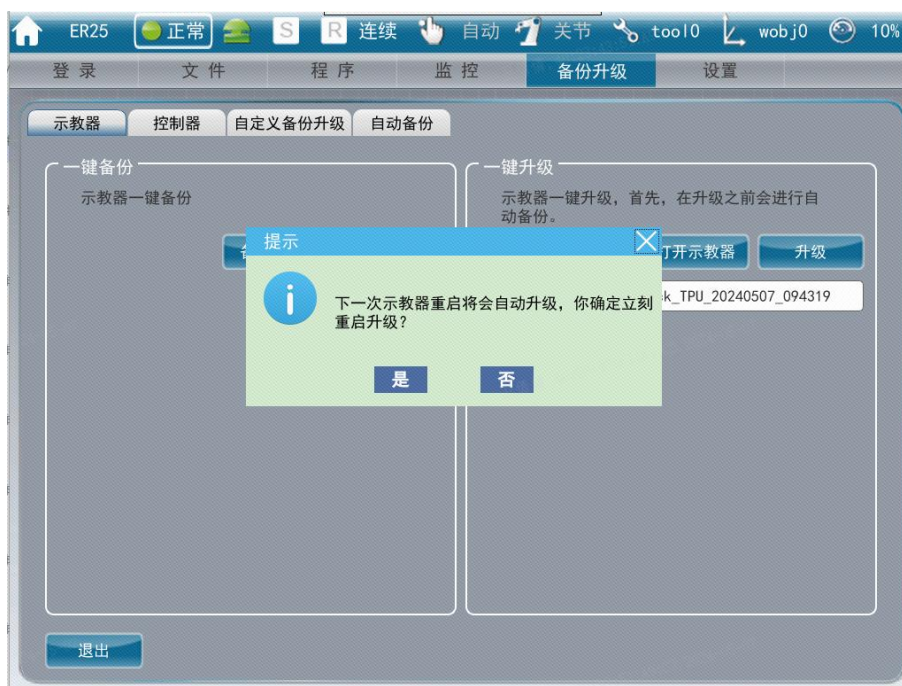 ER25 正常 S R 连续 自动 关节 tool0 wobj0 10%
登录 文件 程序 监控 备份升级 设置
示教器 控制器 自定义备份升级 自动备份
一键备份
示教器一键备份
一键升级
示教器一键升级，首先，在升级之前会进行自
动备份。
打开示教器 升级
k_TPU_20240507_094319
提示
下一次示教器重启将会自动升级，你确定立刻
重启升级？
是 否
退出